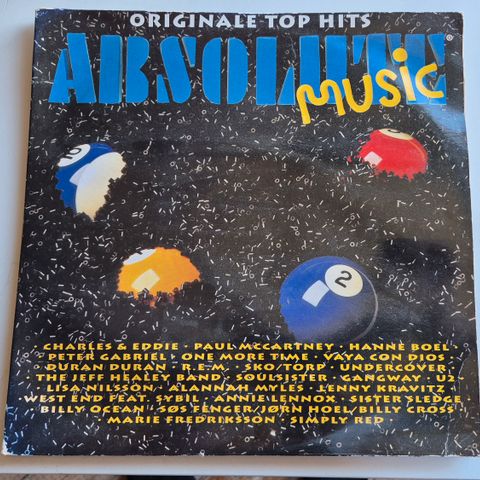 ORIGINALE TOP HITS
ABSOLUTE ®
music
2
2
CHARLES & EDDIE · PAUL MCCARTNEY · HANNE BOEL ·
PETER GABRIEL · ONE MORE TIME · VAYA CON DIOS
DURAN DURAN · R.E.M. · SKO/TORP · UNDERCOVER
THE JEFF HEALEY BAND · SOULSISTER · GANGWAY · U2 ·
LISA NILSSON · ALANNAH MYLES · LENNY KRAVITZ
WEST END FEAT. SYBIL · ANNIE LENNOX · SISTER SLEDGE
BILLY OCEAN · SØS FENGER/JØRN HOEL/BILLY CROSS
MARIE FREDRIKSSON · SIMPLY RED ·